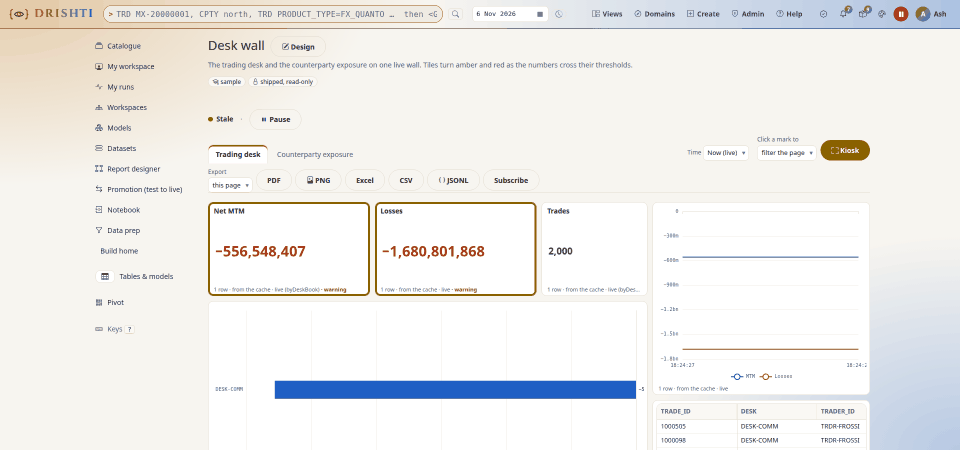 { } DRISHTI
> TRD MX-20000001, CPTY north, TRD PRODUCT_TYPE=FX_QUANTO … then <G
6 Nov 2026
Views
Domains
Create
Admin
Help
A Ash
Catalogue
My workspace
My runs
Workspaces
Models
Datasets
Report designer
Promotion (test to live)
Notebook
Data prep
Build home
Tables & models
Pivot
Keys ?
Desk wall
Design
The trading desk and the counterparty exposure on one live wall. Tiles turn amber and red as the numbers cross their thresholds.
sample
shipped, read-only
Stale ·
Pause
Trading desk
Counterparty exposure
Time Now (live)
Click a mark to
filter the page
Kiosk
Export
this page
PDF
PNG
Excel
CSV
JSONL
Subscribe
Net MTM
−556,548,407
1 row · from the cache · live (byDeskBook) · warning
Losses
−1,680,801,868
1 row · from the cache · live · warning
Trades
2,000
1 row · from the cache · live (byDes…
0
−300m
−600m
−900m
−1.2bn
−1.5bn
−1.8bn
18:24:27
18:24:2
MTM
Losses
1 row · from the cache · live
DESK-COMM
−5
TRADE_ID DESK TRADER_ID
1000505 DESK-COMM TRDR-FROSSI
1000098 DESK-COMM TRDR-FROSSI